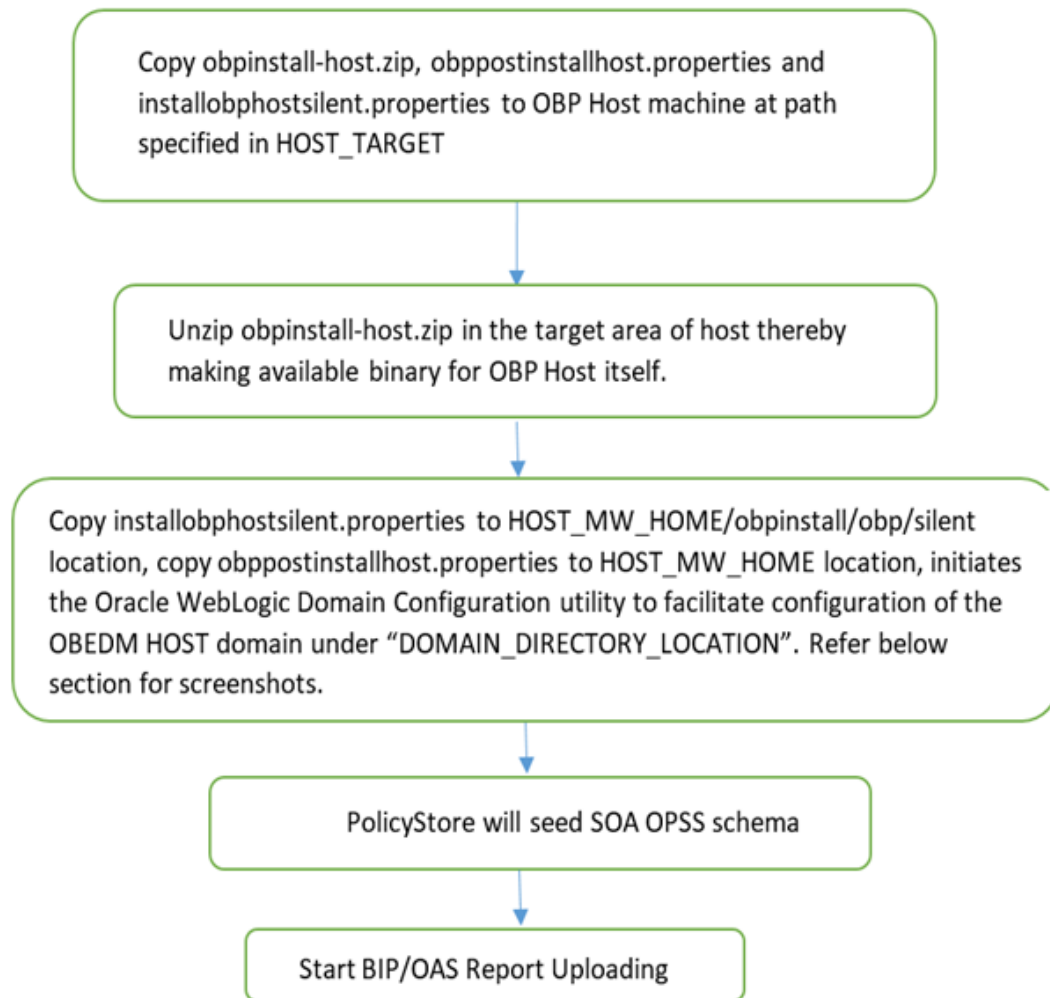 Copy obpinstall-host.zip, obppostinstallhost.properties and
installobphostsilent.properties to OBP Host machine at path
specified in HOST_TARGET
Unzip obpinstall-host.zip in the target area of host thereby
making available binary for OBP Host itself.
Copy installobphostsilent.properties to HOST_MW_HOME/obpinstall/obp/silent
location, copy obppostinstallhost.properties to HOST_MW_HOME location, initiates
the Oracle WebLogic Domain Configuration utility to facilitate configuration of the
OBEDM HOST domain under “DOMAIN_DIRECTORY_LOCATION”. Refer below
section for screenshots.
PolicyStore will seed SOA OPSS schema
Start BIP/OAS Report Uploading